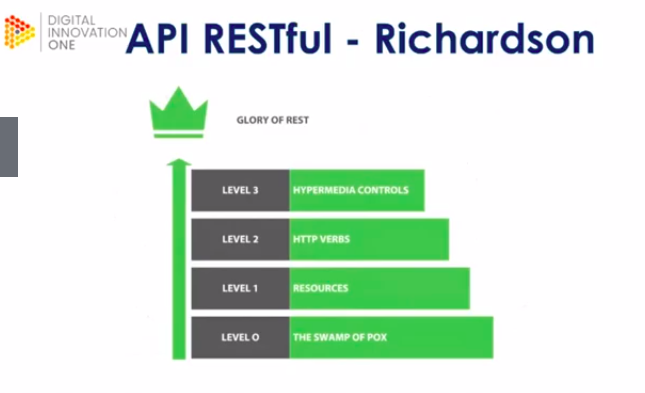 DIGITAL
INNOVATION
ONE
API RESTful - Richardson
GLORY OF REST
LEVEL 3 HYPERMEDIA CONTROLS
LEVEL 2 HTTP VERBS
LEVEL 1 RESOURCES
LEVEL 0 THE SWAMP OF POX